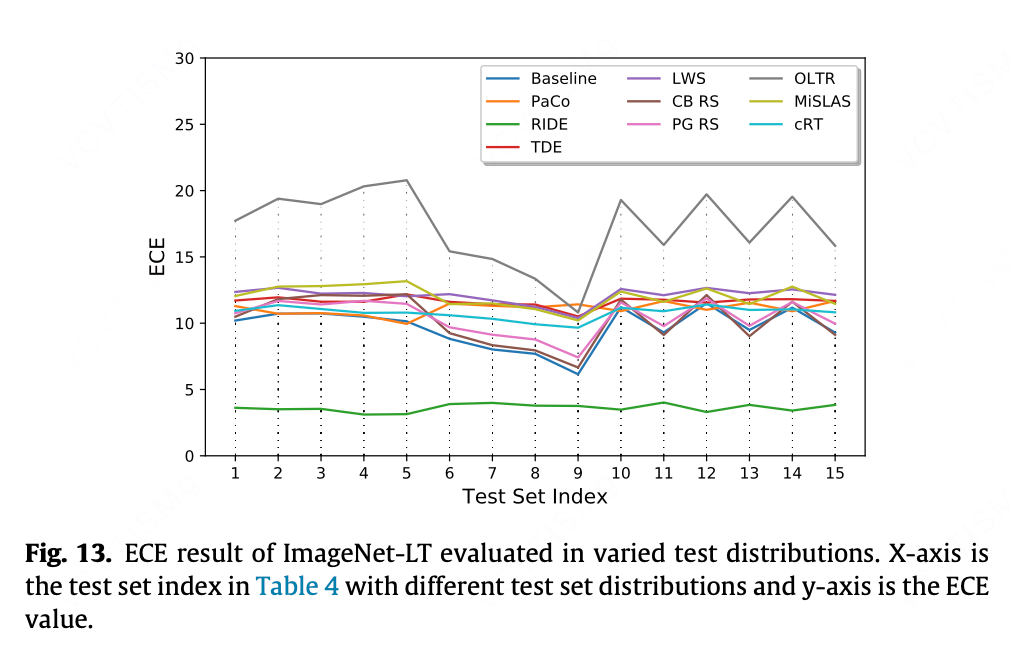 30
25
20
15
10
5
0
ECE
Baseline
PaCo
RIDE
TDE
LWS
CB RS
PG RS
OLTR
MiSLAS
cRT
1 2 3 4 5 6 7 8 9 10 11 12 13 14 15
Test Set Index
Fig. 13. ECE result of ImageNet-LT evaluated in varied test distributions. X-axis is
the test set index in Table 4 with different test set distributions and y-axis is the ECE
value.